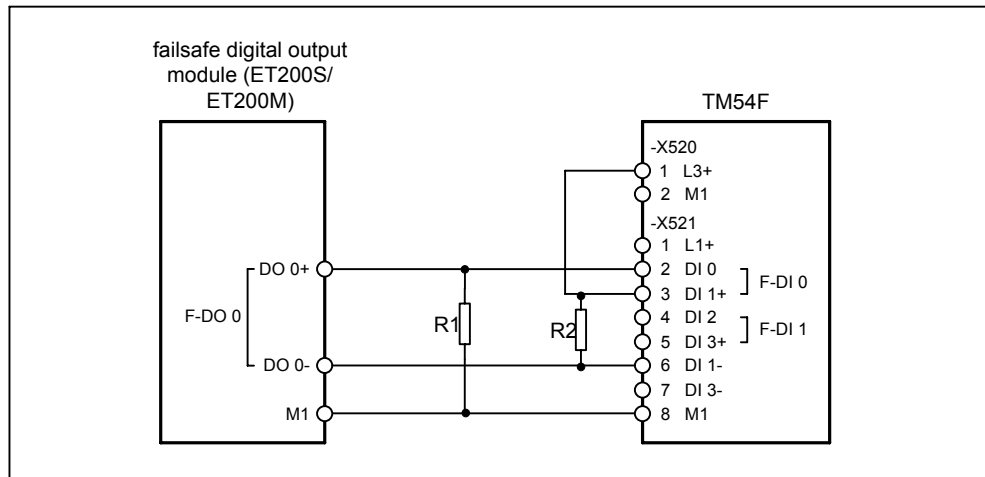 failsafe digital output
module (ET200S/
ET200M)
TM54F
-X520
1 L3+
2 M1
-X521
1 L1+
DO 0+
2 DI 0
F-DI 0
3 DI 1+
F-DO 0
R1
R2
4 DI 2
F-DI 1
5 DI 3+
DO 0-
6 DI 1-
7 DI 3-
M1
8 M1